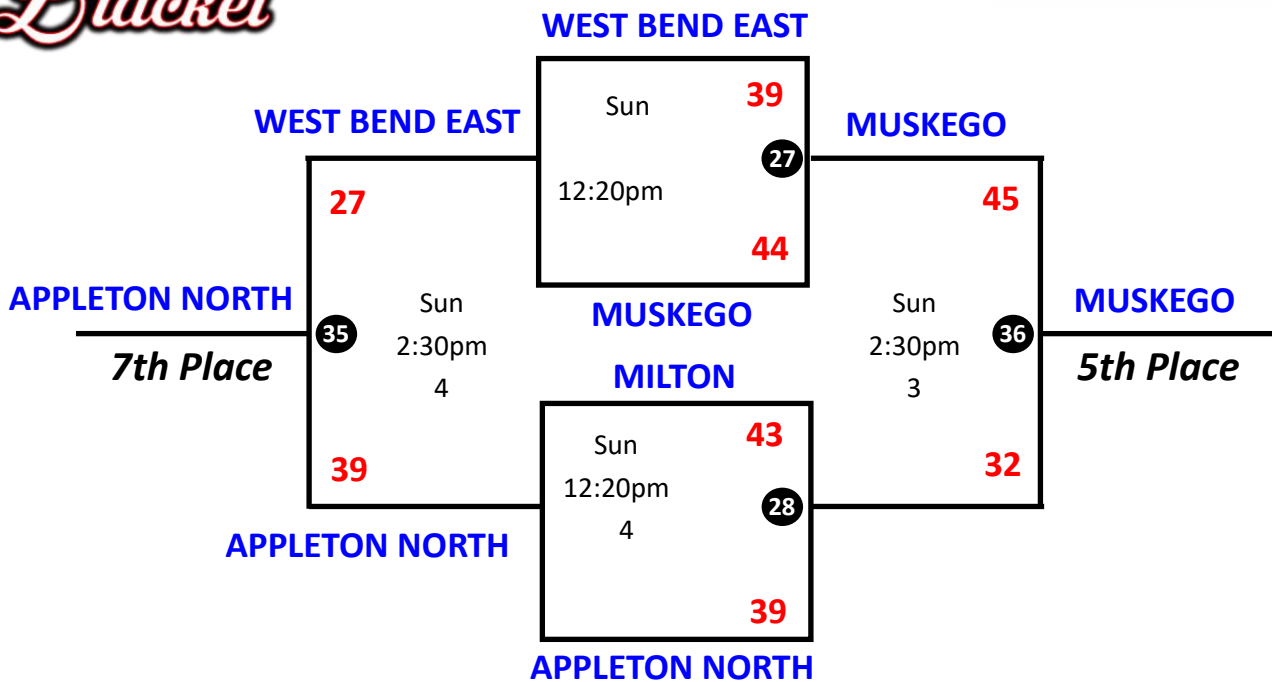 Bracket
WEST BEND EAST
Sun
39
WEST BEND EAST
MUSKEGO
27
12:20pm
27
45
44
APPLETON NORTH
Sun
MUSKEGO
Sun
MUSKEGO
35
2:30pm
2:30pm
36
7th Place
MILTON
5th Place
4
3
Sun
43
39
12:20pm
32
28
4
APPLETON NORTH
39
APPLETON NORTH